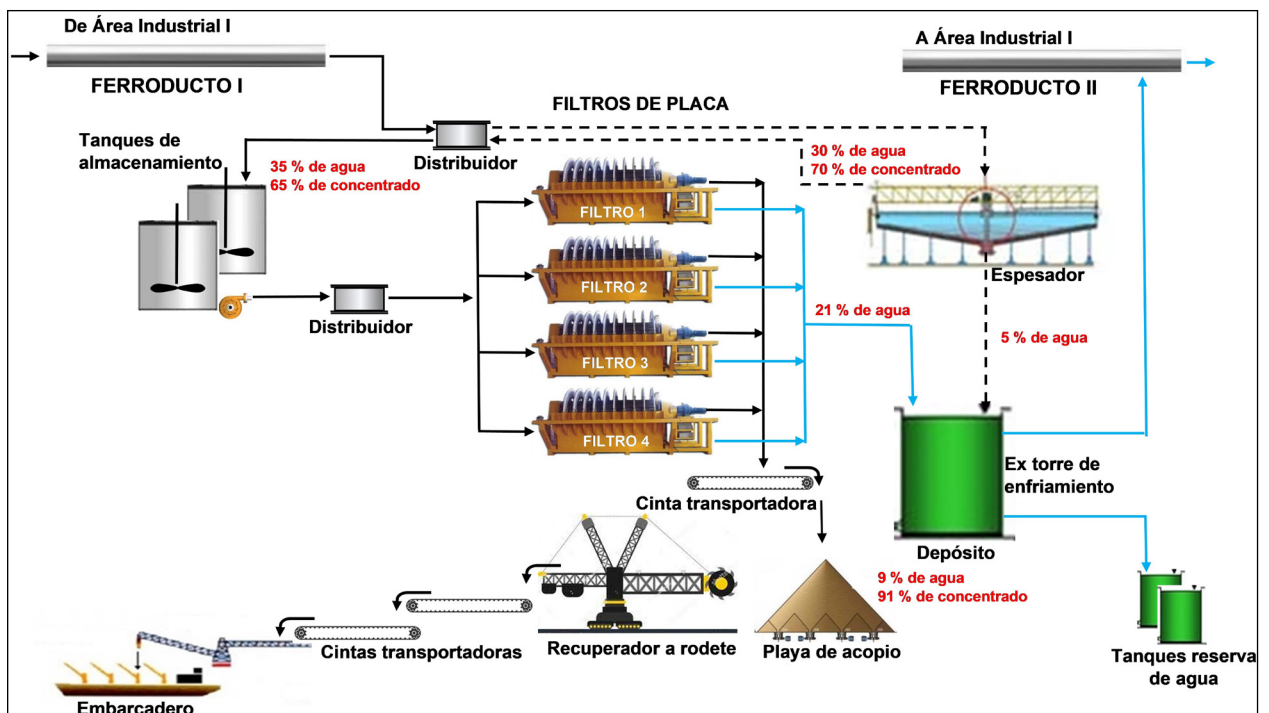 De Área Industrial I
FERRODUCTO I
A Área Industrial I
FERRODUCTO II
FILTROS DE PLACA
Tanques de
almacenamiento
35 % de agua
65 % de concentrado
Distribuidor
30 % de agua
70 % de concentrado
FILTRO 1
Espesador
FILTRO 2
Distribuidor
21 % de agua
5 % de agua
FILTRO 3
FILTRO 4
Ex torre de
enfriamiento
Cinta transportadora
Depósito
9 % de agua
91 % de concentrado
Cintas transportadoras
Recuperador a rodete
Playa de acopio
Tanques reserva
de agua
Embarcadero